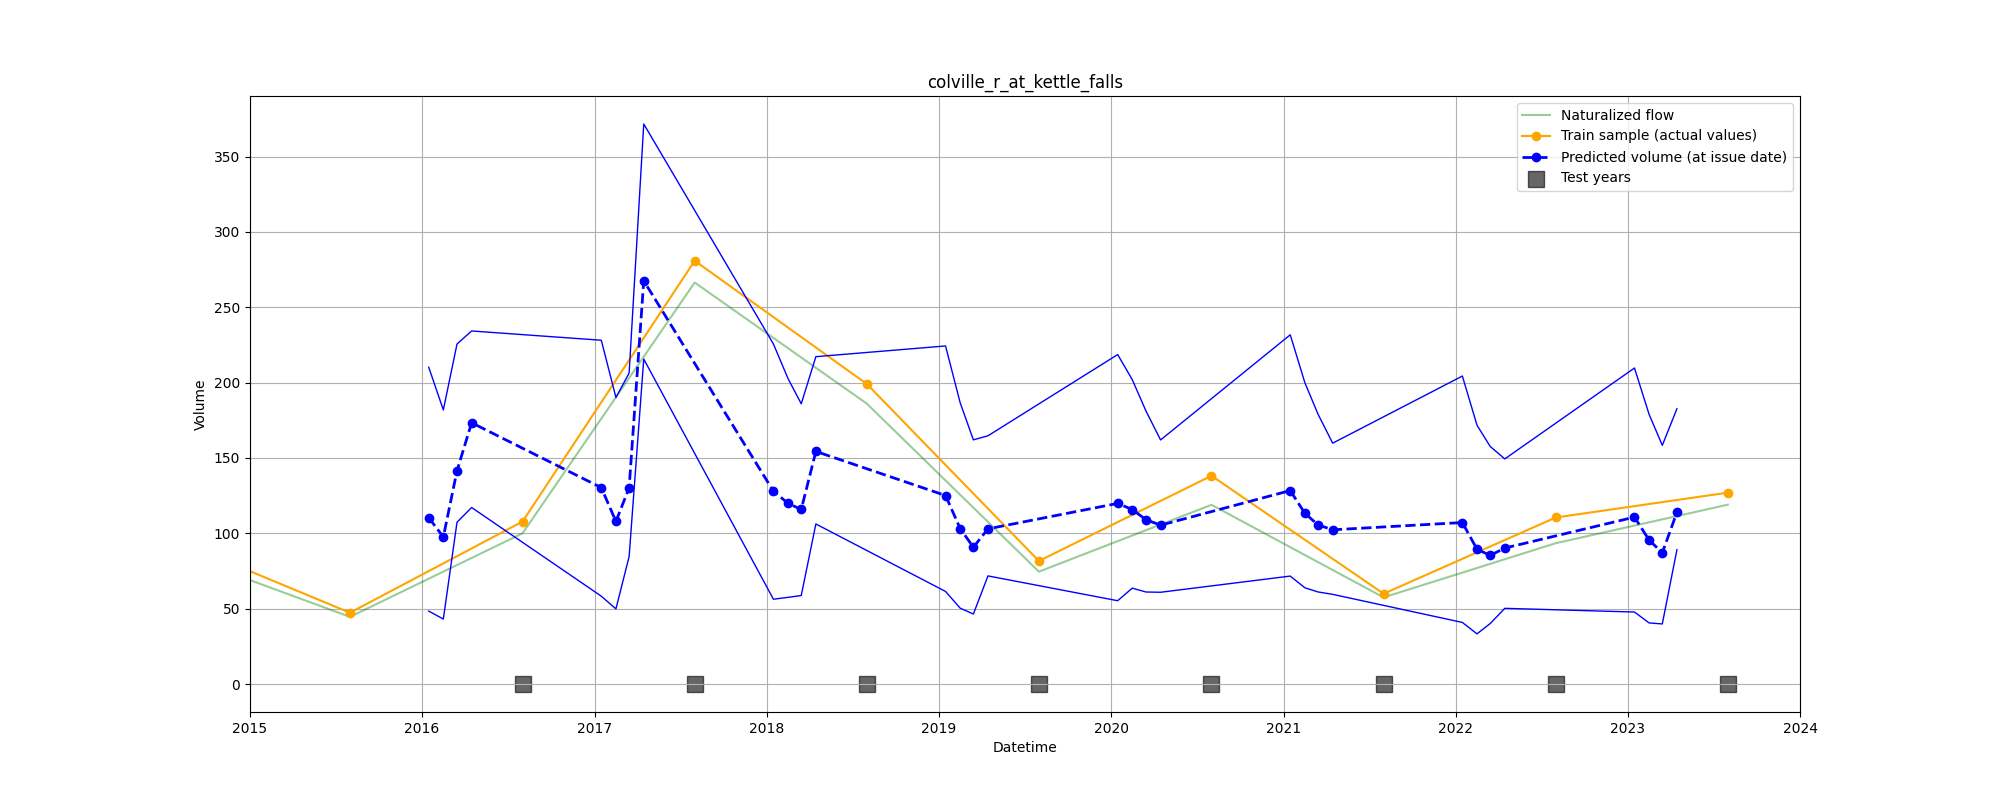 colville_r_at_kettle_falls
Naturalized flow
Train sample (actual values)
Predicted volume (at issue date)
Test years
350
300
250
200
150
100
50
0
Volume
2015 2016 2017 2018 2019 2020 2021 2022 2023 2024
Datetime